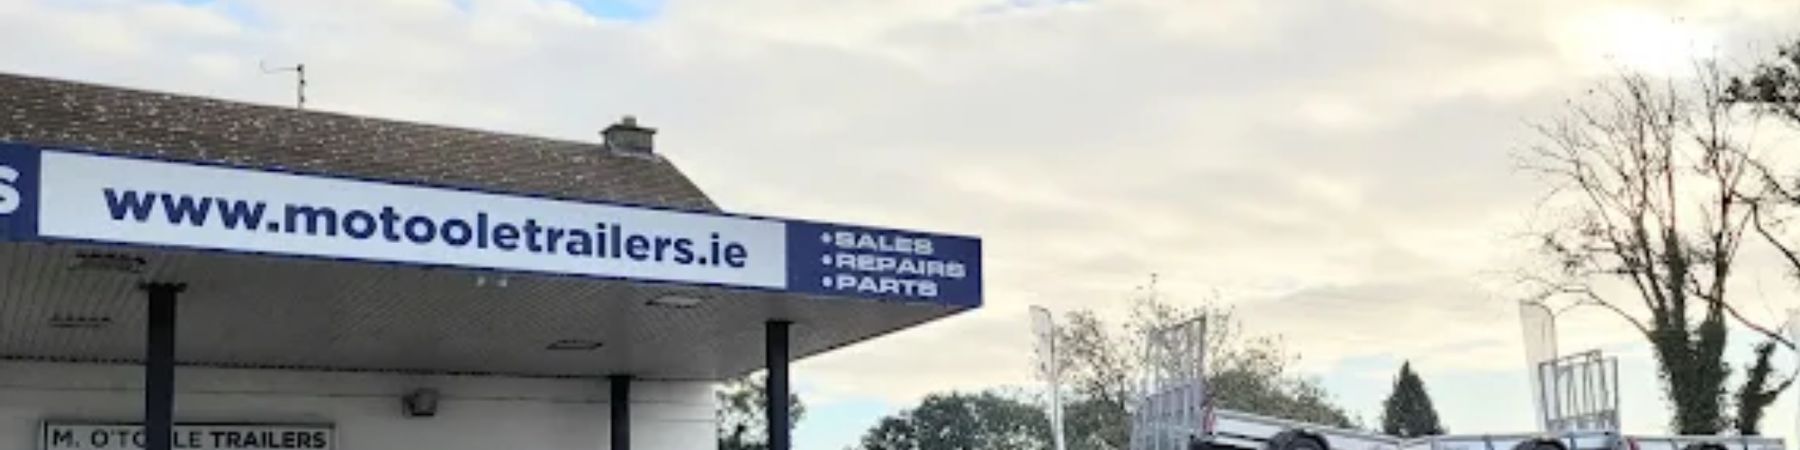 www.motooletrailers.ie
•SALES
•REPAIRS
•PARTS
M. O'TOOLE TRAILERS